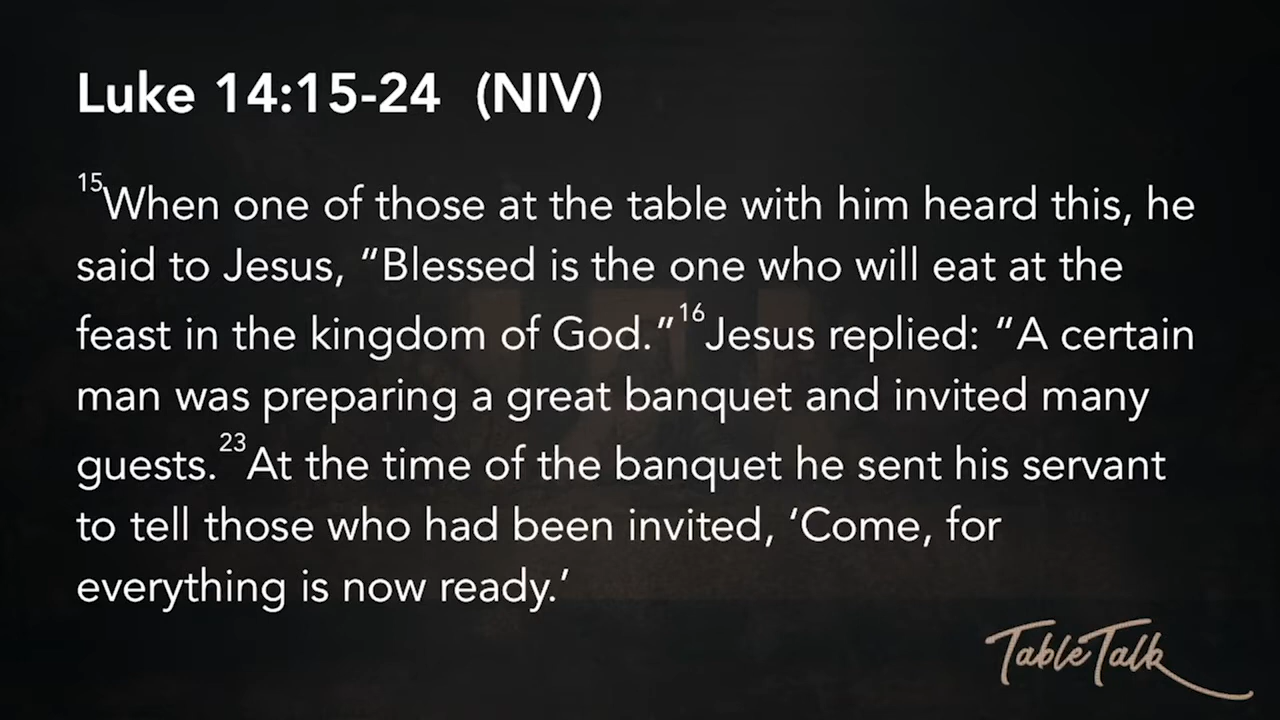 Luke 14:15-24 (NIV)
15When one of those at the table with him heard this, he
said to Jesus, “Blessed is the one who will eat at the
feast in the kingdom of God.”16Jesus replied: “A certain
man was preparing a great banquet and invited many
guests.23At the time of the banquet he sent his servant
to tell those who had been invited, ‘Come, for
everything is now ready.’
TableTalk